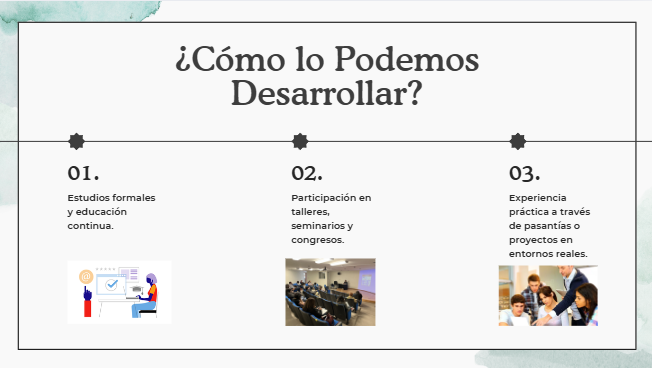 ¿Cómo lo Podemos
Desarrollar?
01.
Estudios formales
y educación
continua.
02.
Participación en
talleres,
seminarios y
congresos.
03.
Experiencia
práctica a través
de pasantías o
proyectos en
entornos reales.